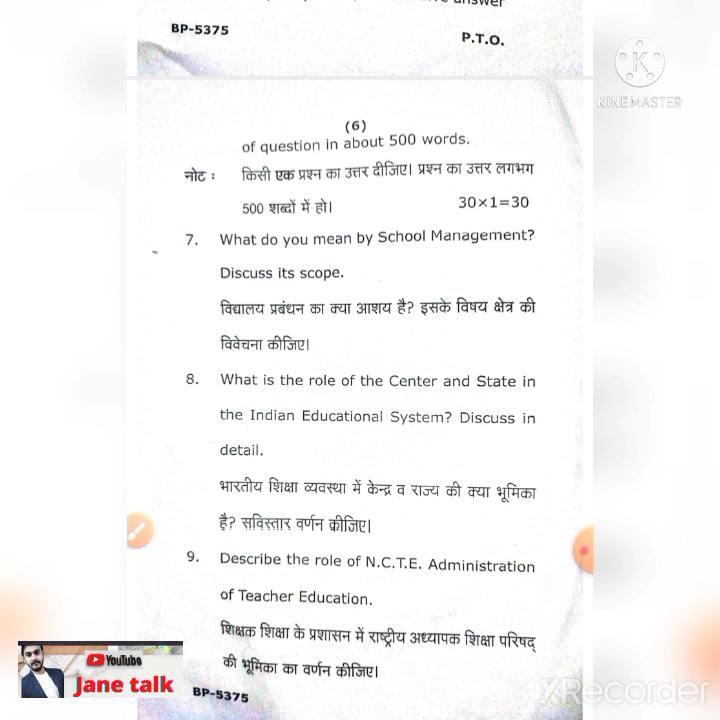 answer
BP-5375
P.T.O.
KINEMASTER
(6)
of question in about 500 words.
नोट : किसी एक प्रश्न का उत्तर दीजिए। प्रश्न का उत्तर लगभग
500 शब्दों में हो। 30×1=30
7. What do you mean by School Management?
Discuss its scope.
विद्यालय प्रबंधन का क्या आशय है? इसके विषय क्षेत्र की
विवेचना कीजिए।
8. What is the role of the Center and State in
the Indian Educational System? Discuss in
detail.
भारतीय शिक्षा व्यवस्था में केन्द्र व राज्य की क्या भूमिका
है? सविस्तार वर्णन कीजिए।
9. Describe the role of N.C.T.E. Administration
of Teacher Education.
शिक्षक शिक्षा के प्रशासन में राष्ट्रीय अध्यापक शिक्षा परिषद्
की भूमिका का वर्णन कीजिए।
BP-5375
YouTube
Jane talk
XRecorder